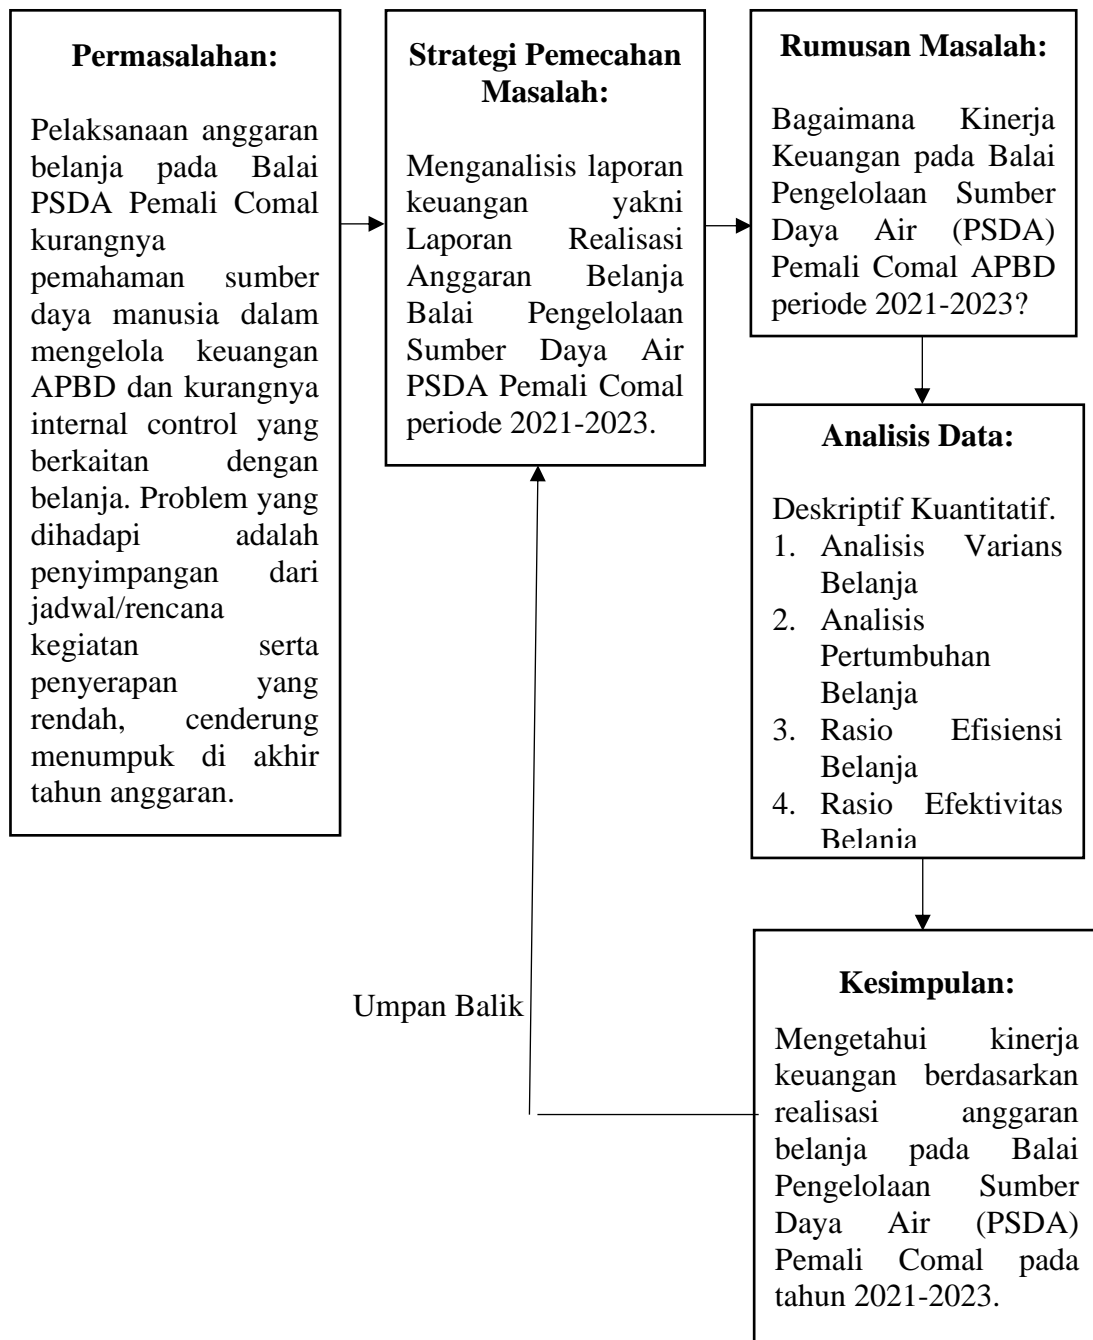 Permasalahan:
Pelaksanaan anggaran
belanja pada Balai
PSDA Pemali Comal
kurangnya
pemahaman sumber
daya manusia dalam
mengelola keuangan
APBD dan kurangnya
internal control yang
berkaitan dengan
belanja. Problem yang
dihadapi adalah
penyimpangan dari
jadwal/rencana
kegiatan serta
penyerapan yang
rendah, cenderung
menumpuk di akhir
tahun anggaran.
Strategi Pemecahan
Masalah:
Menganalisis laporan
keuangan yakni
Laporan Realisasi
Anggaran Belanja
Balai Pengelolaan
Sumber Daya Air
PSDA Pemali Comal
periode 2021-2023.
Rumusan Masalah:
Bagaimana Kinerja
Keuangan pada Balai
Pengelolaan Sumber
Daya Air (PSDA)
Pemali Comal APBD
periode 2021-2023?
Analisis Data:
Deskriptif Kuantitatif.
1. Analisis Varians
Belanja
2. Analisis
Pertumbuhan
Belanja
3. Rasio Efisiensi
Belanja
4. Rasio Efektivitas
Belanja
Kesimpulan:
Mengetahui kinerja
keuangan berdasarkan
realisasi anggaran
belanja pada Balai
Pengelolaan Sumber
Daya Air (PSDA)
Pemali Comal pada
tahun 2021-2023.
Umpan Balik